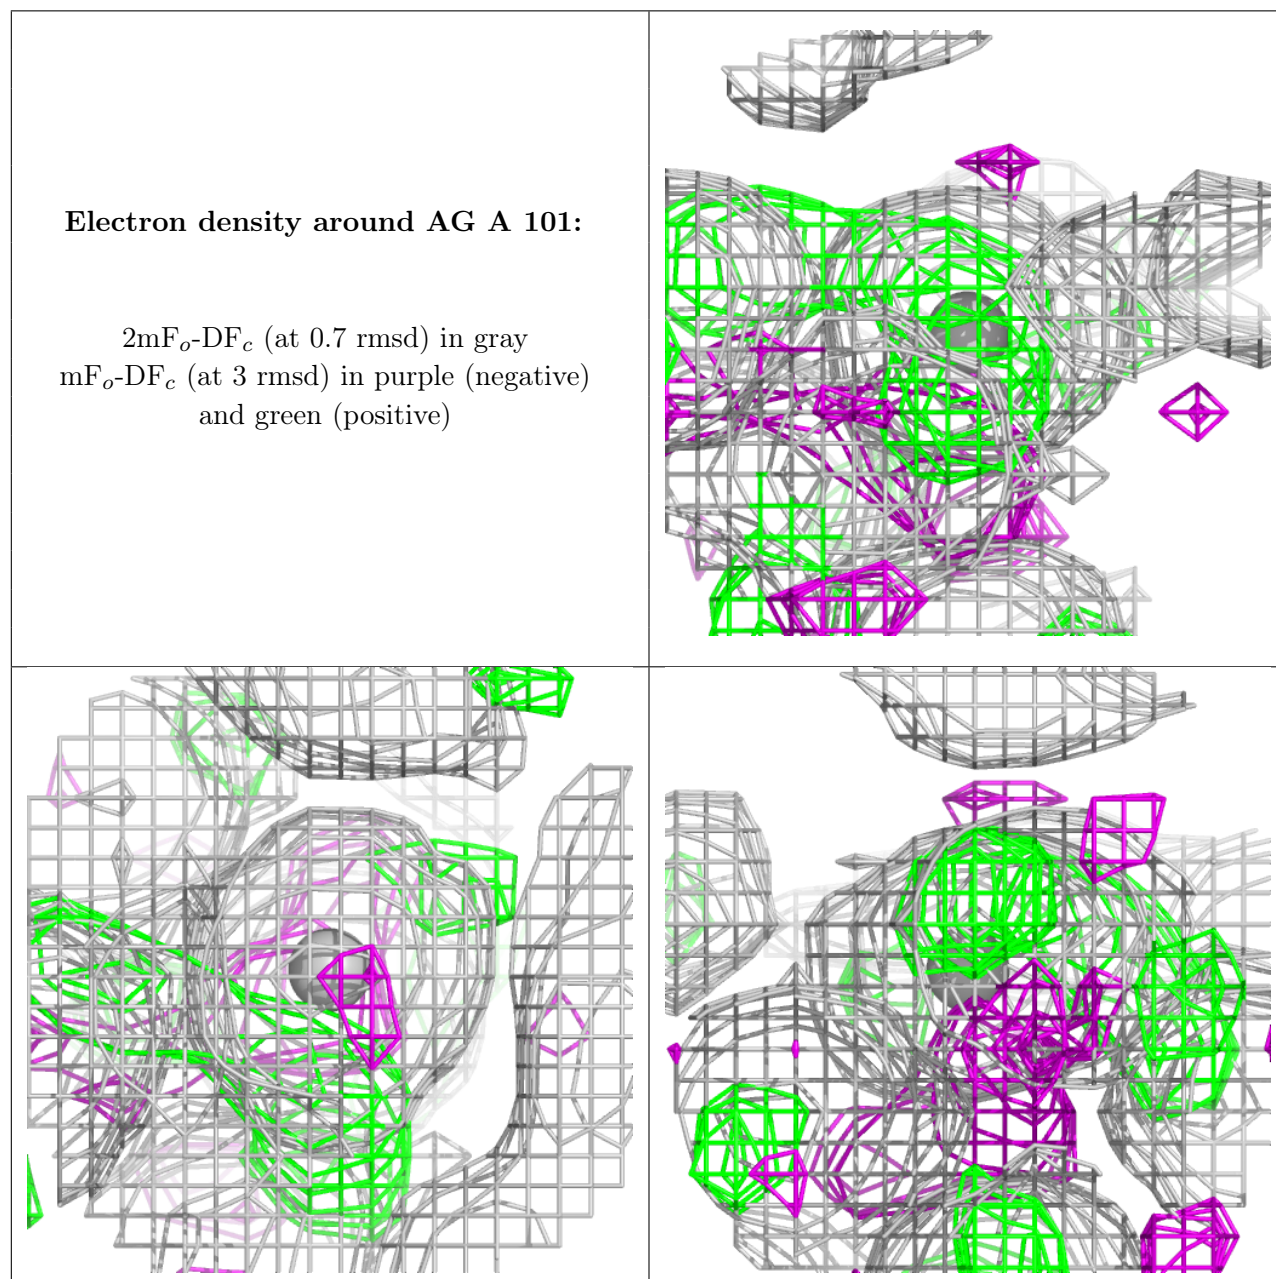 Electron density around AG A 101:
2mFo-DFc (at 0.7 rmsd) in gray
mFo-DFc (at 3 rmsd) in purple (negative)
and green (positive)